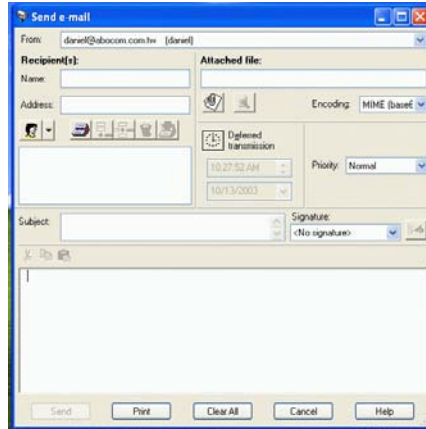 Send e-mail
From: daniel@abocom.com.tw (daniel)
Recipient(s): Attached file:
Name:
Address: Encoding: MIME (base6
Deferred transmission
10:27:52 AM
10/13/2003
Priority: Normal
Subject: Signature:
<No signature>
Send Print Clear All Cancel Help